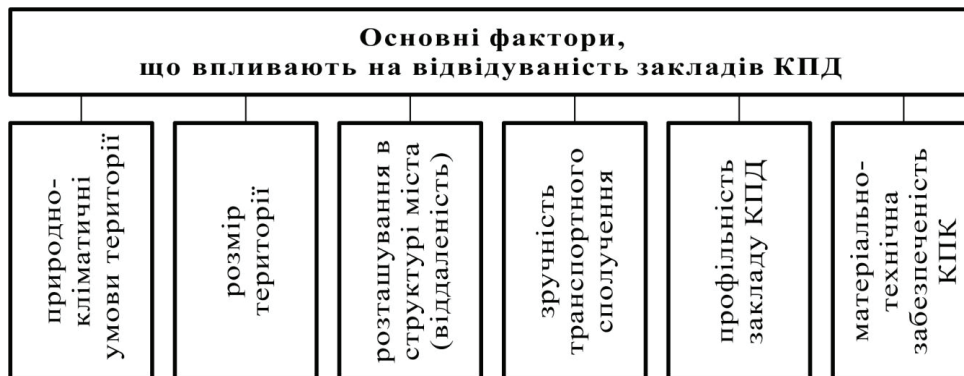 Основні фактори,
що впливають на відвідуваність закладів КПД
природно-
кліматичні
умови території
розмір
території
розташування в
структурі міста
(віддаленість)
зручність
транспортного
сполучення
профільність
закладу КПД
матеріально-
технічна
забезпеченість
КПК